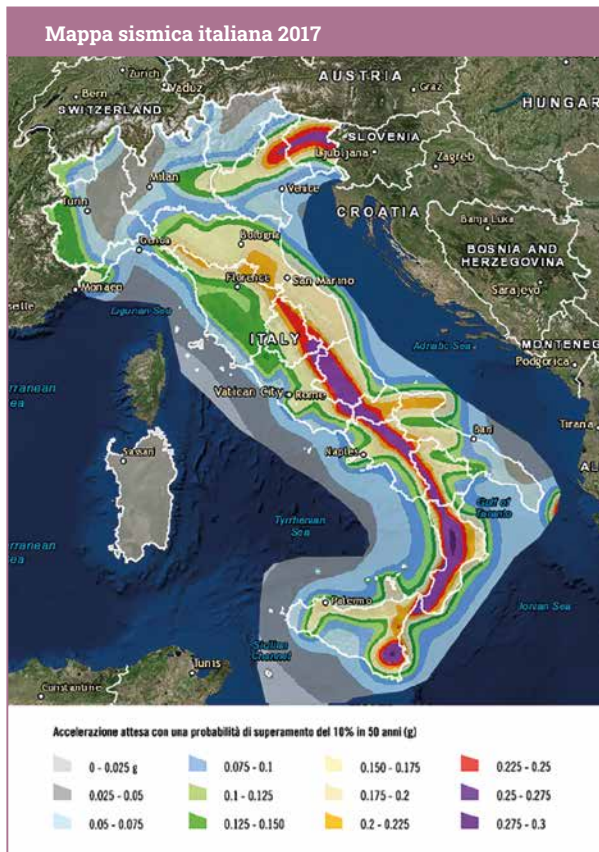 Mappa sismica italiana 2017
Zurich
Vaduz
AUSTRIA
Graz
Bern
SWITZERLAND
HUNGAR
SLOVENIA
Ljubljana
Zagreb
Milan
Venice
Turin
CROATIA
Banja Luka
Genoa
Bologna
BOSNIA AND
HERZEGOVINA
Florence
San Marino
Sarajevo
Monaco
seille
Ligurian Sea
ITALY
Adriatic Sea
MONTENEG
Podgorica
rranean
ea
Vatican City
Rome
Tirana
Bari
AL
Sassari
Naples
Gulf of
Taranto
Tyrrhenian
Sea
rranean
ea
Palermo
Ionian Sea
Sicilian
Channel
Tunis
Constantine
Accelerazione attesa con una probabilità di superamento del 10% in 50 anni (g)
0 - 0.025 g
0.075 - 0.1
0.150 - 0.175
0.225 - 0.25
0.025 - 0.05
0.1 - 0.125
0.175 - 0.2
0.25 - 0.275
0.05 - 0.075
0.125 - 0.150
0.2 - 0.225
0.275 - 0.3